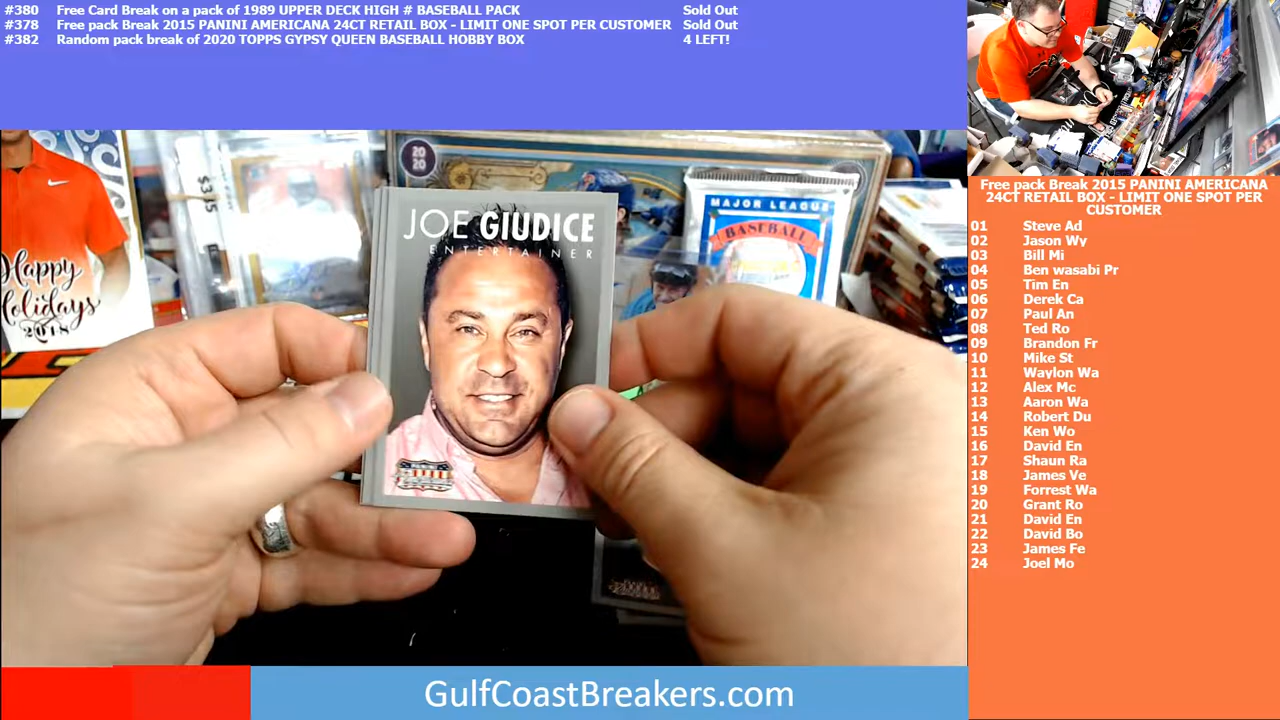 #380 Free Card Break on a pack of 1989 UPPER DECK HIGH # BASEBALL PACK Sold Out
#378 Free pack Break 2015 PANINI AMERICANA 24CT RETAIL BOX - LIMIT ONE SPOT PER CUSTOMER Sold Out
#382 Random pack break of 2020 TOPPS GYPSY QUEEN BASEBALL HOBBY BOX 4 LEFT!
Happy
Holidays
2018
$315
20
20
JOE GIUDICE
ENTERTAINER
MAJOR LEAGUE
BASEBALL
GulfCoastBreakers.com
Free pack Break 2015 PANINI AMERICANA
24CT RETAIL BOX - LIMIT ONE SPOT PER
CUSTOMER
01 Steve Ad
02 Jason Wy
03 Bill Mi
04 Ben wasabi Pr
05 Tim En
06 Derek Ca
07 Paul An
08 Ted Ro
09 Brandon Fr
10 Mike St
11 Waylon Wa
12 Alex Mc
13 Aaron Wa
14 Robert Du
15 Ken Wo
16 David En
17 Shaun Ra
18 James Ve
19 Forrest Wa
20 Grant Ro
21 David En
22 David Bo
23 James Fe
24 Joel Mo